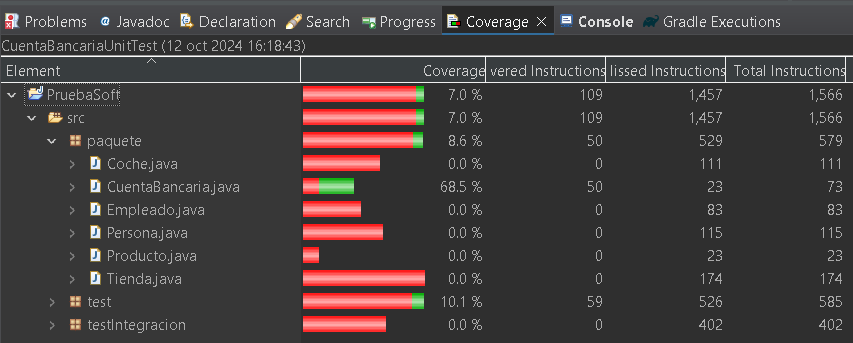 Problems @ Javadoc Declaration Search Progress Coverage Console Gradle Executions
CuentaBancariaUnitTest (12 oct 2024 16:18:43)
Element Coverage vered Instructions lissed Instructions Total Instructions
PruebaSoft 7.0 % 109 1,457 1,566
src 7.0 % 109 1,457 1,566
paquete 8.6 % 50 529 579
Coche.java 0.0 % 0 111 111
CuentaBancaria.java 68.5 % 50 23 73
Empleado.java 0.0 % 0 83 83
Persona.java 0.0 % 0 115 115
Producto.java 0.0 % 0 23 23
Tienda.java 0.0 % 0 174 174
test 10.1 % 59 526 585
testIntegracion 0.0 % 0 402 402